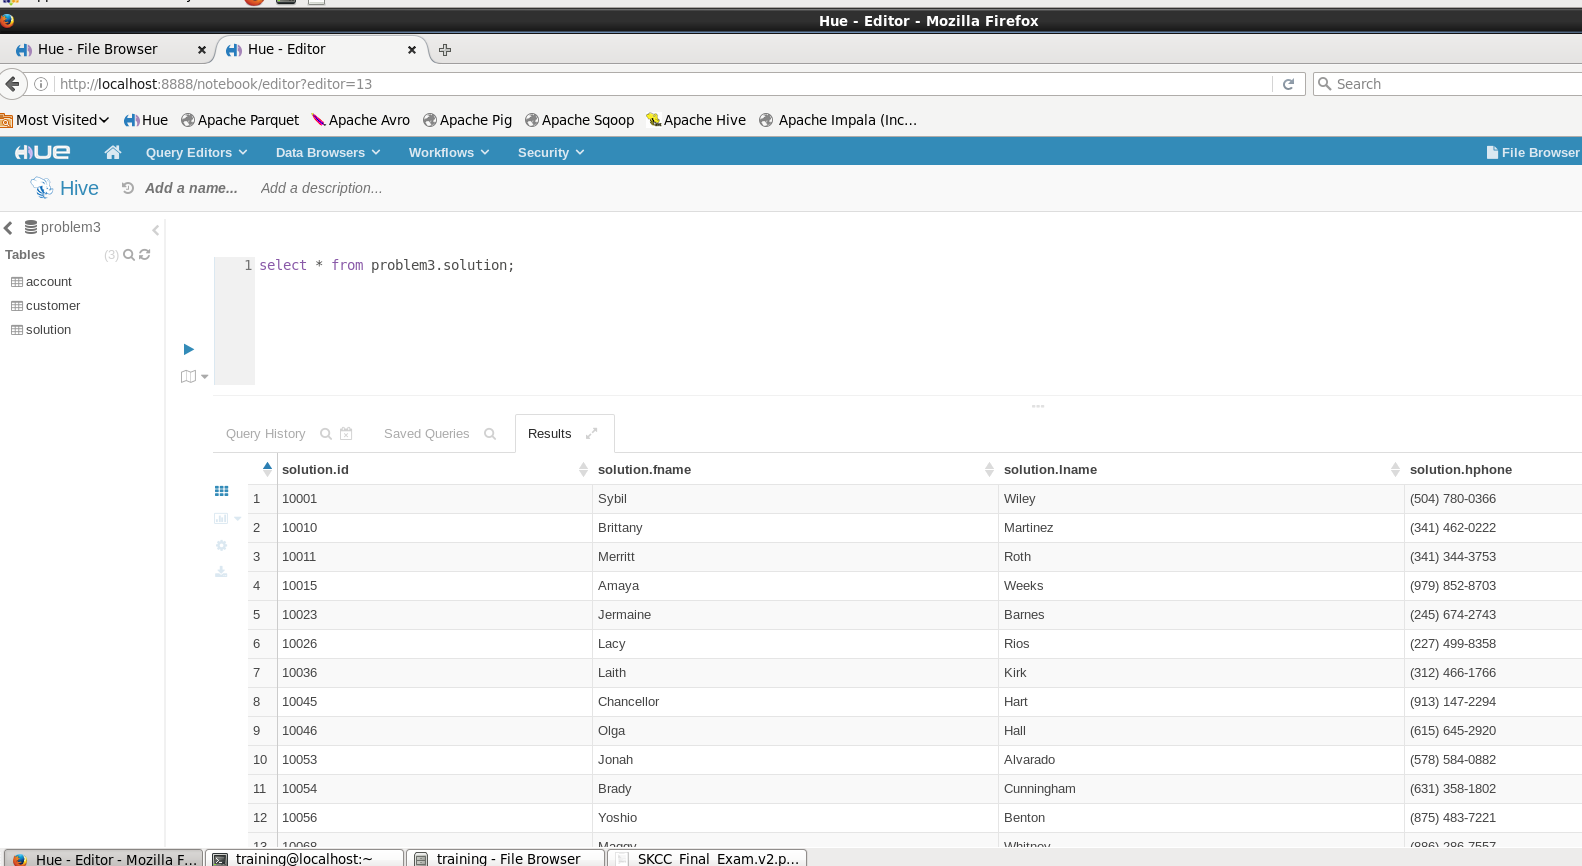 Hue - Editor - Mozilla Firefox
Hue - File Browser
Hue - Editor
http://localhost:8888/notebook/editor?editor=13
Search
Most Visited Hue Apache Parquet Apache Avro Apache Pig Apache Sqoop Apache Hive Apache Impala (Inc...
HUE Query Editors Data Browsers Workflows Security File Browser
Hive Add a name... Add a description...
problem3
Tables (3)
account
customer
solution
1 select * from problem3.solution;
Query History Saved Queries Results
solution.id solution.fname solution.lname solution.hphone
1 10001 Sybil Wiley (504) 780-0366
2 10010 Brittany Martinez (341) 462-0222
3 10011 Merritt Roth (341) 344-3753
4 10015 Amaya Weeks (979) 852-8703
5 10023 Jermaine Barnes (245) 674-2743
6 10026 Lacy Rios (227) 499-8358
7 10036 Laith Kirk (312) 466-1766
8 10045 Chancellor Hart (913) 147-2294
9 10046 Olga Hall (615) 645-2920
10 10053 Jonah Alvarado (578) 584-0882
11 10054 Brady Cunningham (631) 358-1802
12 10056 Yoshio Benton (875) 483-7221
13 10068 Maggy Whitney (886) 286-7557
Hue - Editor - Mozilla F... training@localhost:~ training - File Browser SKCC_Final_Exam.v2.p...